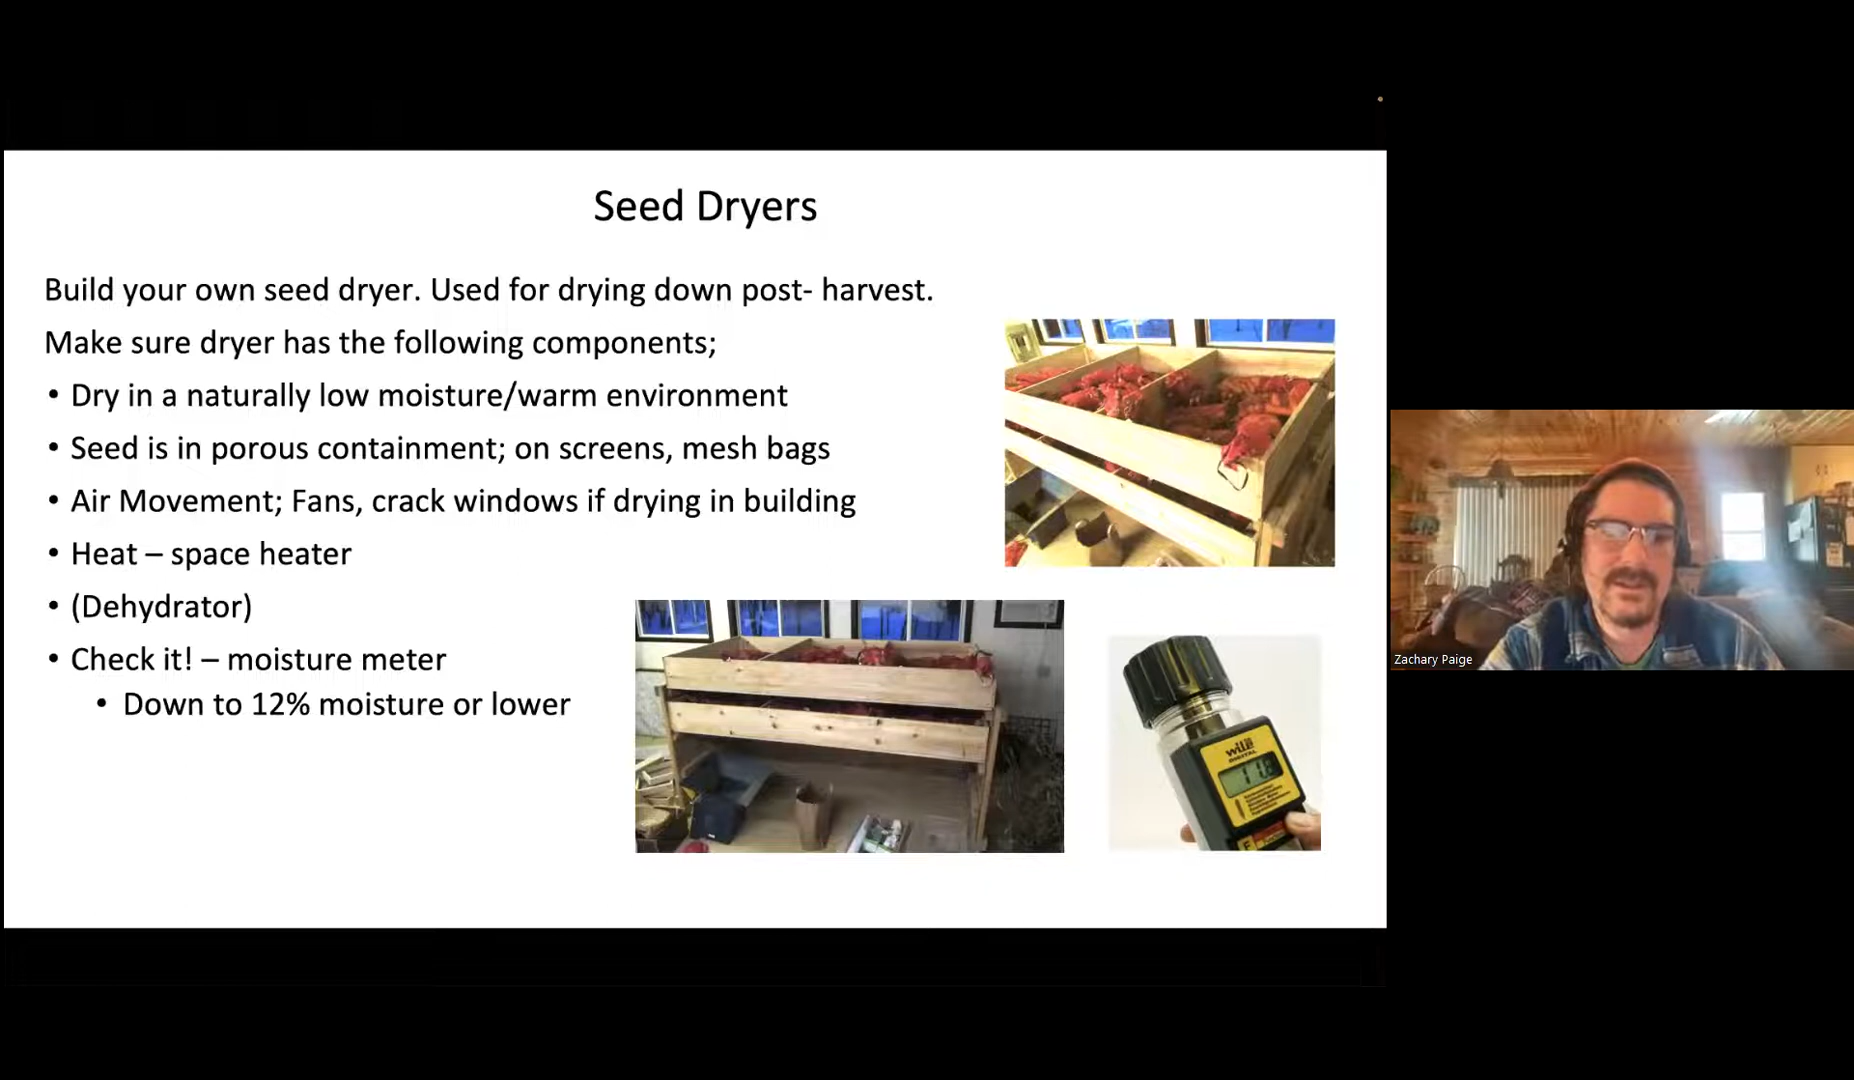 Seed Dryers
Build your own seed dryer. Used for drying down post- harvest.
Make sure dryer has the following components;
• Dry in a naturally low moisture/warm environment
• Seed is in porous containment; on screens, mesh bags
• Air Movement; Fans, crack windows if drying in building
• Heat – space heater
• (Dehydrator)
• Check it! – moisture meter
• Down to 12% moisture or lower
Zachary Paige
wile
DIGITAL